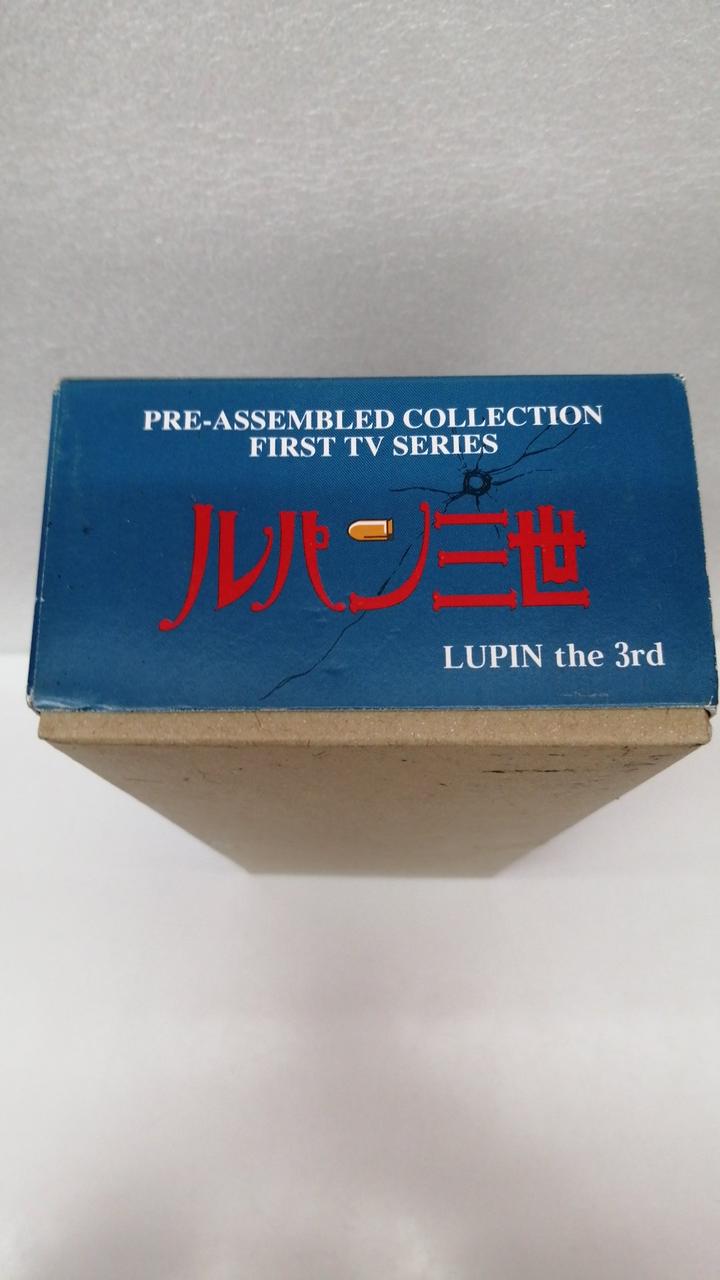 PRE-ASSEMBLED COLLECTION
FIRST TV SERIES
ルパン三世
LUPIN the 3rd